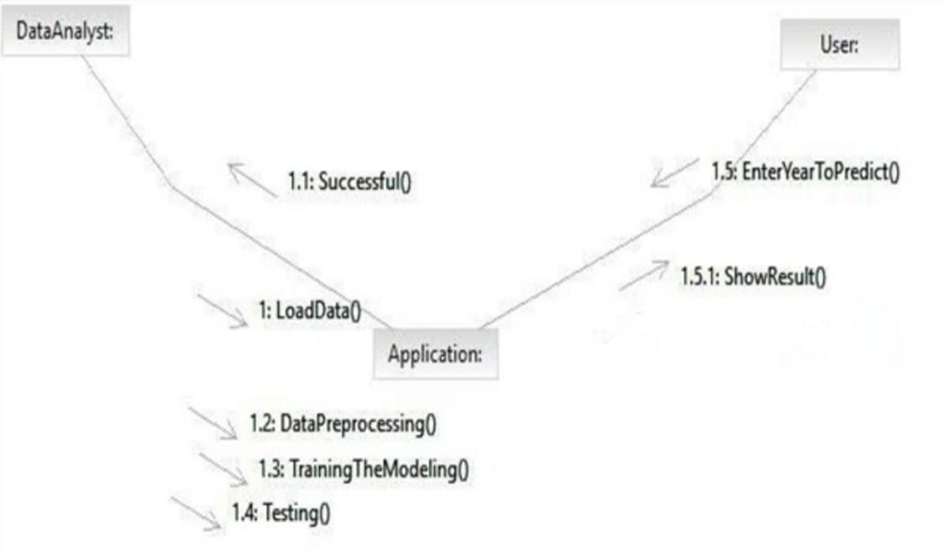 DataAnalyst:
User:
1.1: Successful()
1.5: EnterYearToPredict()
1.5.1: ShowResult()
1: LoadData()
Application:
1.2: DataPreprocessing()
1.3: TrainingTheModeling()
1.4: Testing()